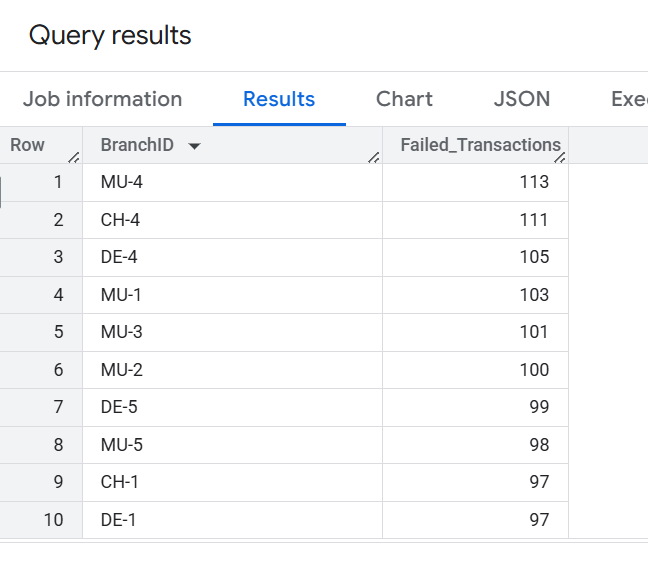 Query results
Job information Results Chart JSON Exe
Row BranchID Failed_Transactions
1 MU-4 113
2 CH-4 111
3 DE-4 105
4 MU-1 103
5 MU-3 101
6 MU-2 100
7 DE-5 99
8 MU-5 98
9 CH-1 97
10 DE-1 97